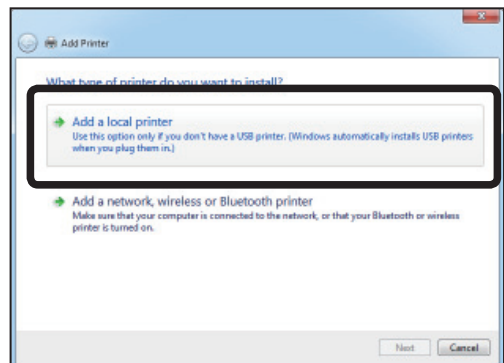 Add Printer
What type of printer do you want to install?
Add a local printer
Use this option only if you don't have a USB printer. (Windows automatically installs USB printers
when you plug them in.)
Add a network, wireless or Bluetooth printer
Make sure that your computer is connected to the network, or that your Bluetooth or wireless
printer is turned on.
Next Cancel